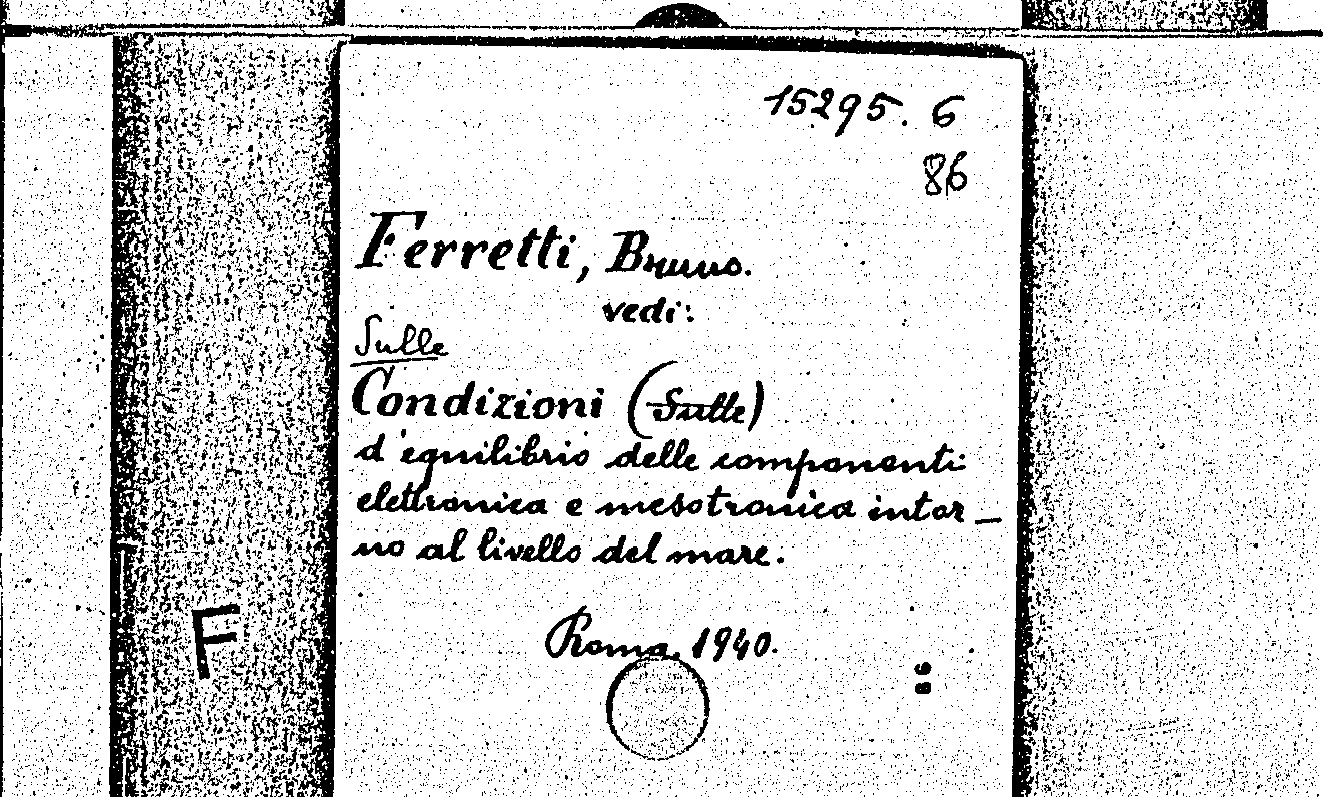 15295. 6
86
Ferretti, Bruno.
vedi:
Sulle
Condizioni (Sulle)
d'equilibrio delle componenti
elettronica e mesotronica intor_
no al livello del mare.
Roma, 1940.
F
86